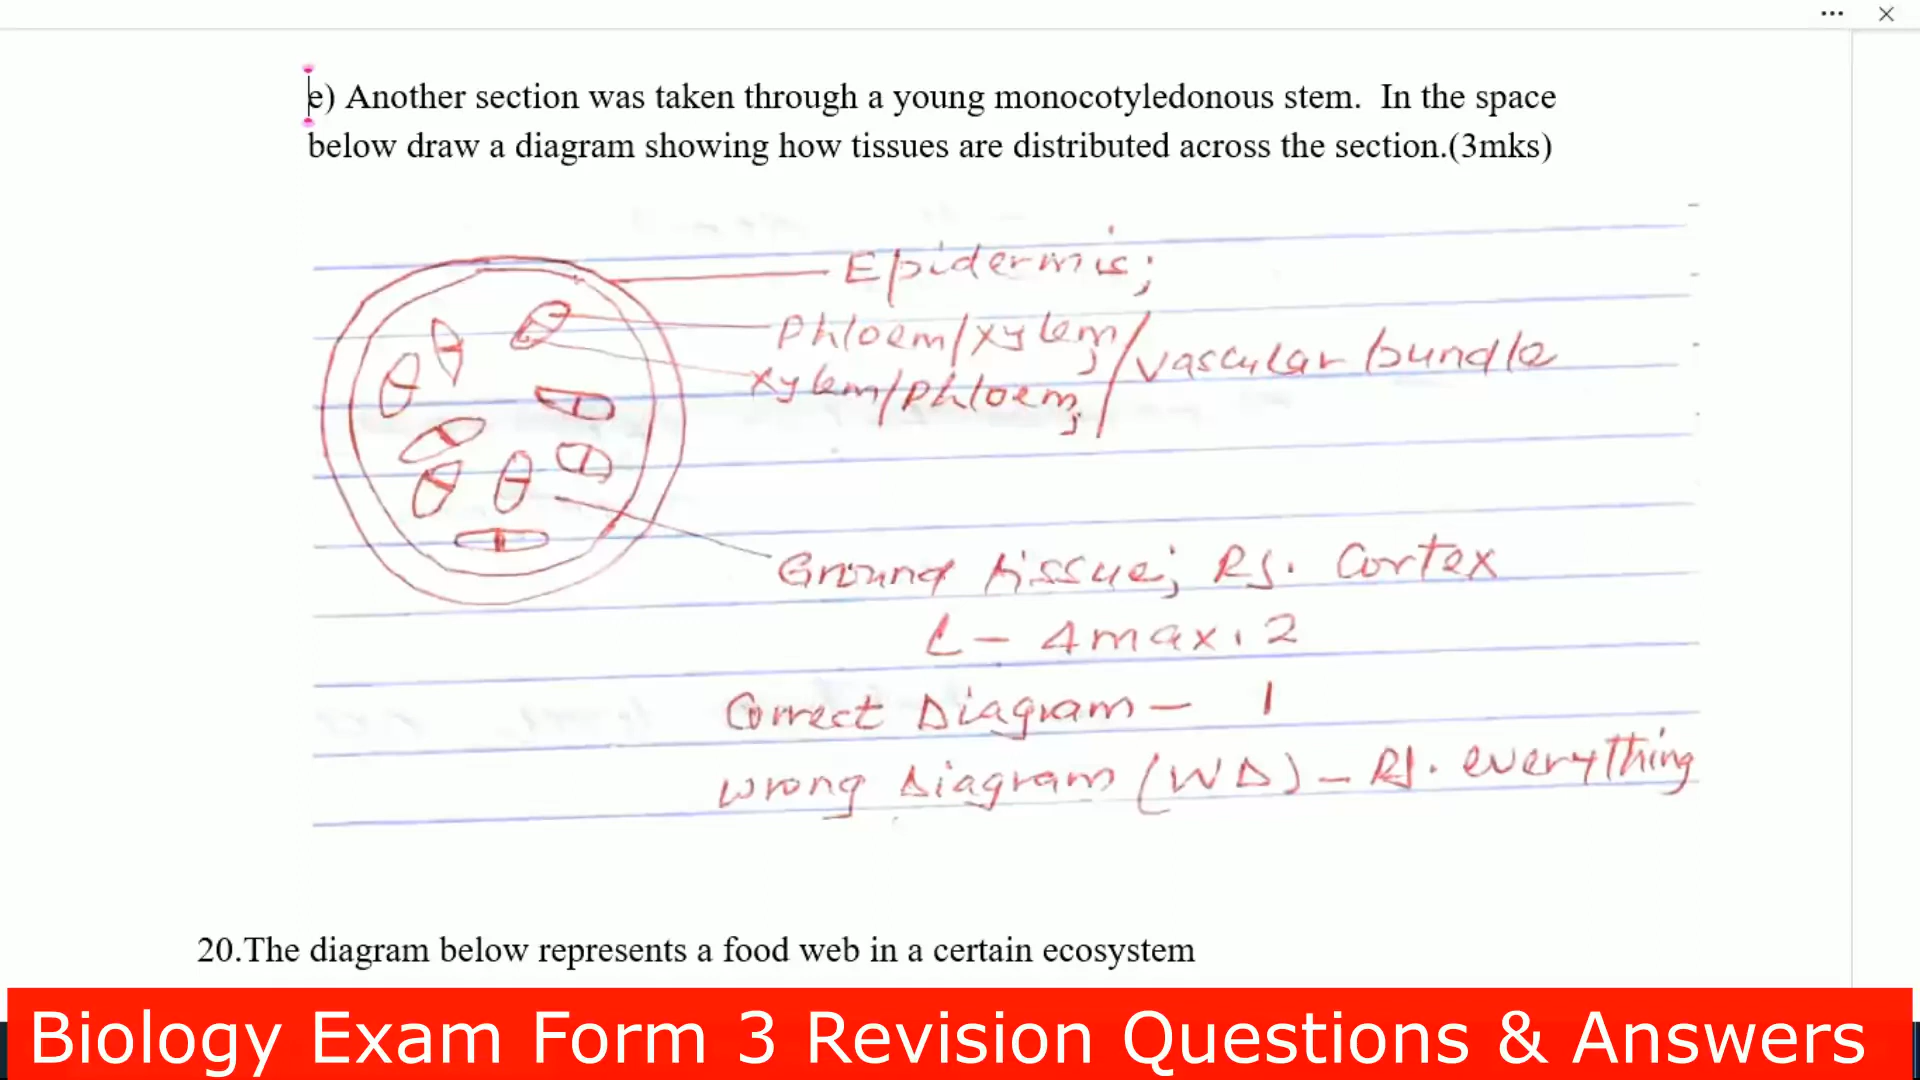 e) Another section was taken through a young monocotyledonous stem.  In the space
below draw a diagram showing how tissues are distributed across the section.(3mks)
Epidermis;
Phloem/xylem;
xylem/Phloem;
/vascular bundle
Ground tissue; RJ. Cortex
L - 4 max. 2
Correct Diagram - 1
Wrong Diagram (WD) - RJ. everything
20.The diagram below represents a food web in a certain ecosystem
Biology Exam Form 3 Revision Questions & Answers